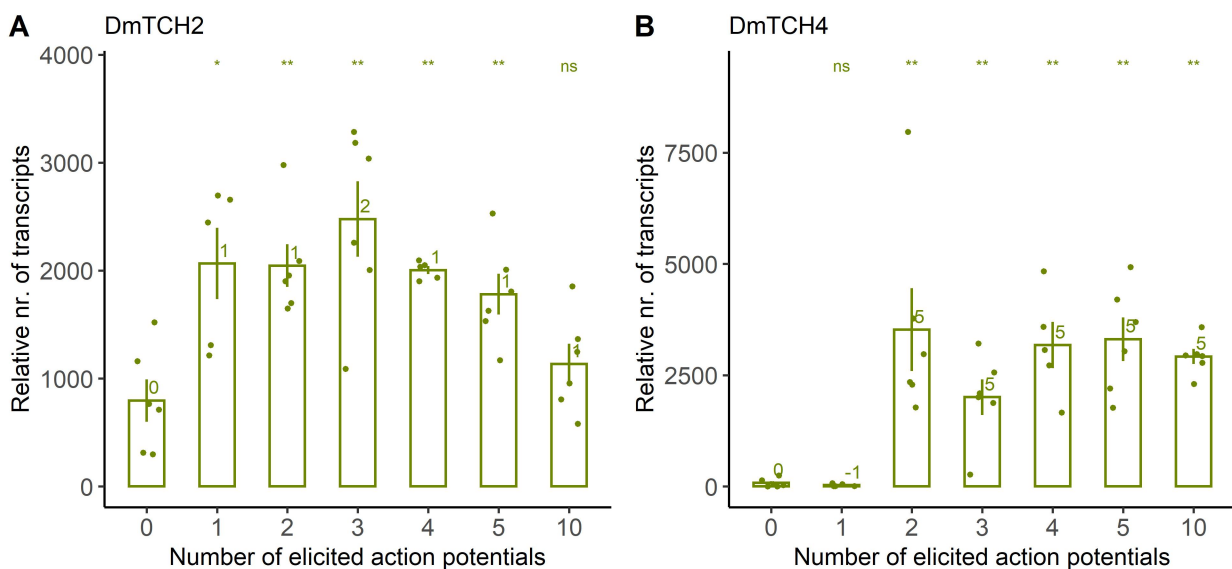 A DmTCH2
4000
3000
2000
1000
0
Relative nr. of transcripts
* ** ** ** ** ns
0 1 1 2 1 1 1
0 1 2 3 4 5 10
Number of elicited action potentials
B DmTCH4
7500
5000
2500
0
Relative nr. of transcripts
ns ** ** ** ** **
0 -1 5 5 5 5 5
0 1 2 3 4 5 10
Number of elicited action potentials